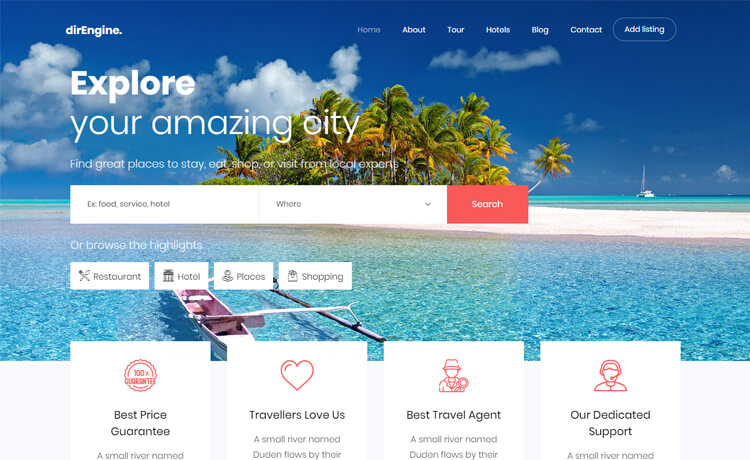 dirEngine.
Home About Tour Hotels Blog Contact Add listing
Explore
your amazing city
Find great places to stay, eat, shop, or visit from local experts
Ex: food, service, hotel
Where
Search
Or browse the highlights
Restaurant Hotel Places Shopping
100%
GUARANTEE
Best Price
Guarantee
A small river named
Travellers Love Us
A small river named
Duden flows by their
Best Travel Agent
A small river named
Duden flows by their
Our Dedicated
Support
A small river named